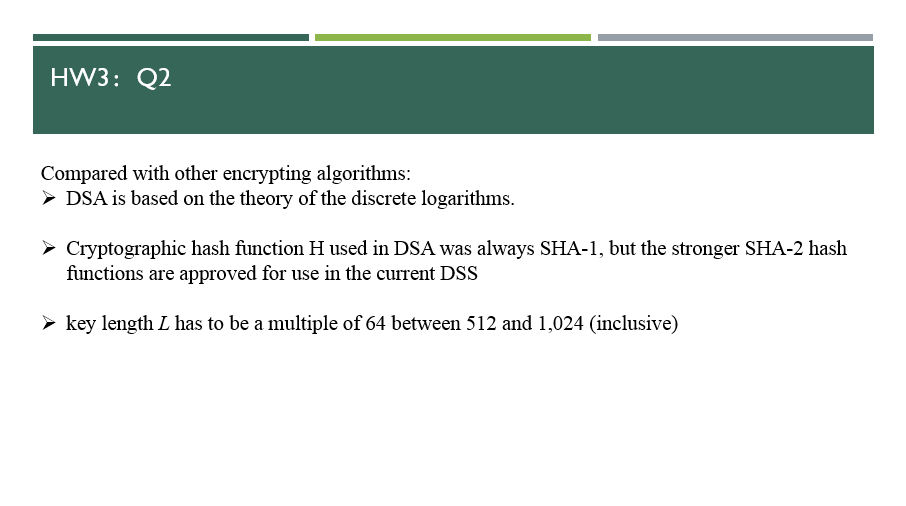 HW3：Q2
Compared with other encrypting algorithms:
➢ DSA is based on the theory of the discrete logarithms.
➢ Cryptographic hash function H used in DSA was always SHA-1, but the stronger SHA-2 hash
functions are approved for use in the current DSS
➢ key length L has to be a multiple of 64 between 512 and 1,024 (inclusive)